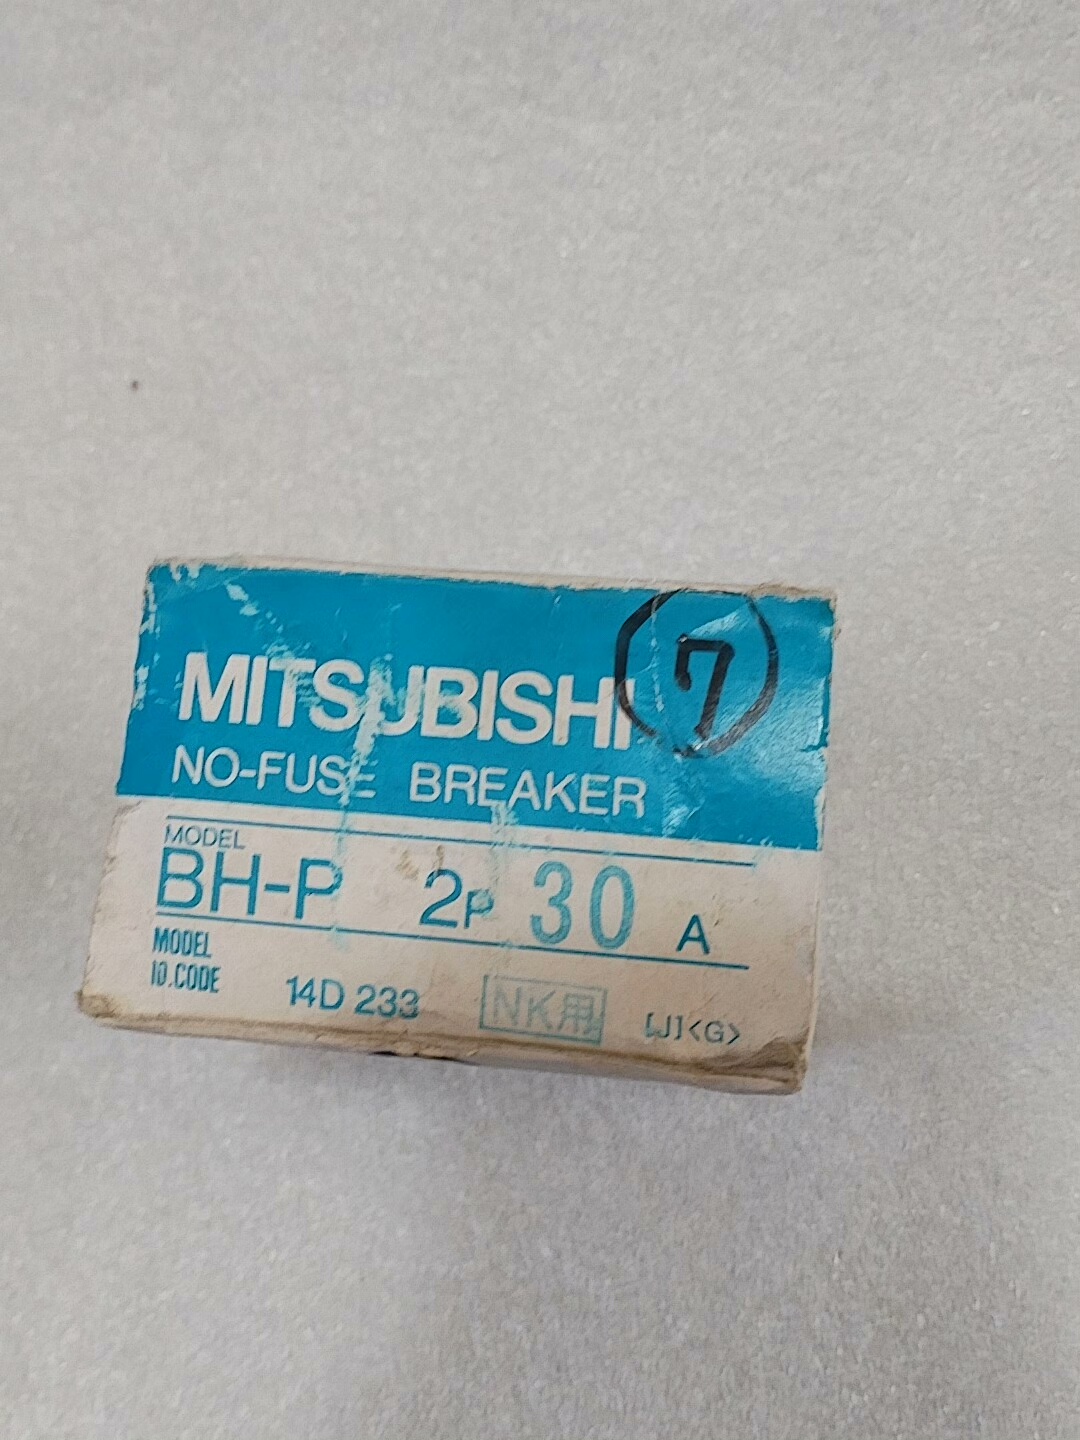 7
MITSUBISHI
NO-FUSE BREAKER
MODEL
BH-P 2P 30 A
MODEL
ID.CODE 14D 233 NK用 [J]<G>